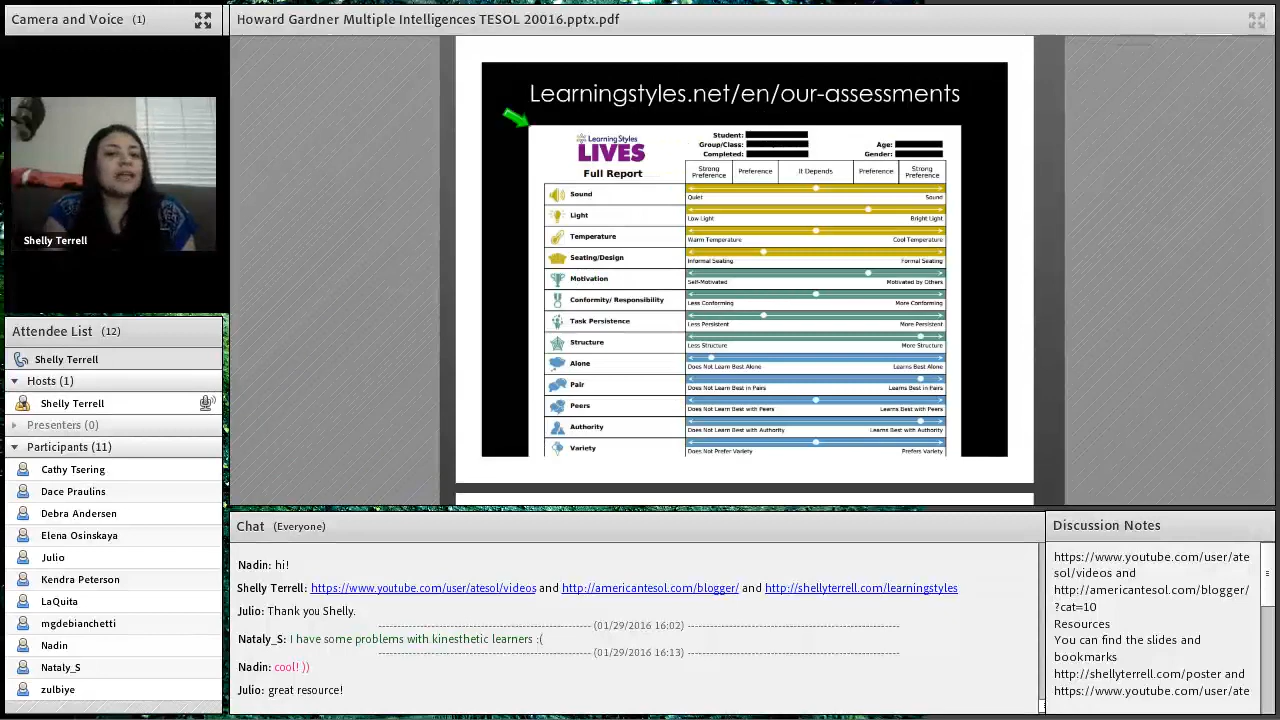 Camera and Voice (1)
Howard Gardner Multiple Intelligences TESOL 20016.pptx.pdf
Shelly Terrell
Learningstyles.net/en/our-assessments
Learning Styles
LIVES
Full Report
Student:
Group/Class:
Completed:
Age:
Gender:
Strong Preference
Preference
It Depends
Preference
Strong Preference
Sound
Quiet
Sound
Light
Low Light
Bright Light
Temperature
Warm Temperature
Cool Temperature
Seating/Design
Informal Seating
Formal Seating
Motivation
Self-Motivated
Motivated by Others
Conformity/ Responsibility
Less Conforming
More Conforming
Task Persistence
Less Persistent
More Persistent
Structure
Less Structure
More Structure
Alone
Does Not Learn Best Alone
Learns Best Alone
Pair
Does Not Learn Best in Pairs
Learns Best in Pairs
Peers
Does Not Learn Best with Peers
Learns Best with Peers
Authority
Does Not Learn Best with Authority
Learns Best with Authority
Variety
Does Not Prefer Variety
Prefers Variety
Attendee List (12)
Shelly Terrell
Hosts (1)
Shelly Terrell
Presenters (0)
Participants (11)
Cathy Tsering
Dace Praulins
Debra Andersen
Elena Osinskaya
Julio
Kendra Peterson
LaQuita
mgdebianchetti
Nadin
Nataly_S
zulbiye
Chat (Everyone)
Nadin: hi!
Shelly Terrell: https://www.youtube.com/user/atesol/videos and http://americantesol.com/blogger/ and http://shellyterrell.com/learningstyles
Julio: Thank you Shelly.
(01/29/2016 16:02)
Nataly_S: I have some problems with kinesthetic learners :(
(01/29/2016 16:13)
Nadin: cool! ))
Julio: great resource!
Discussion Notes
https://www.youtube.com/user/ate
sol/videos and
http://americantesol.com/blogger/
?cat=10
Resources
You can find the slides and
bookmarks
http://shellyterrell.com/poster and
https://www.youtube.com/user/ate